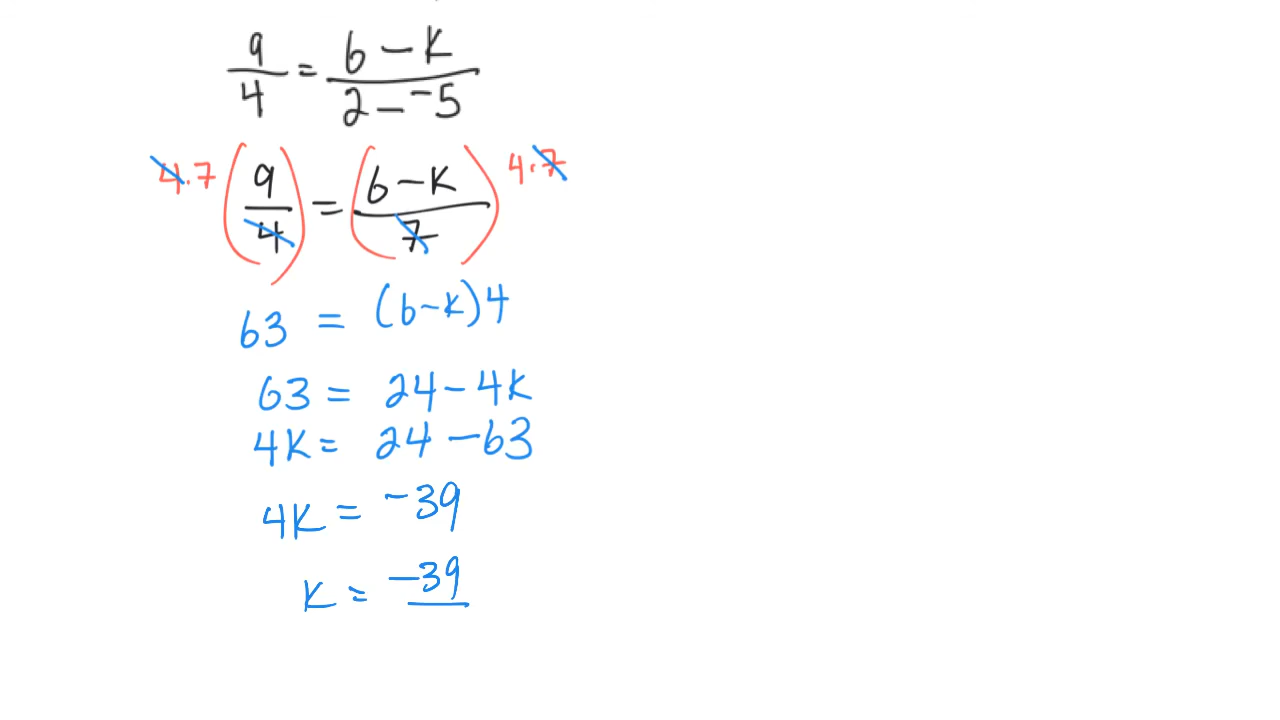 9/4 = (6 - K)/(2 - -5)
4·7 (9/4) = ((6 - K)/7) 4·7
63 = (6-K)4
63 = 24 - 4K
4K = 24 - 63
4K = -39
K = -39/